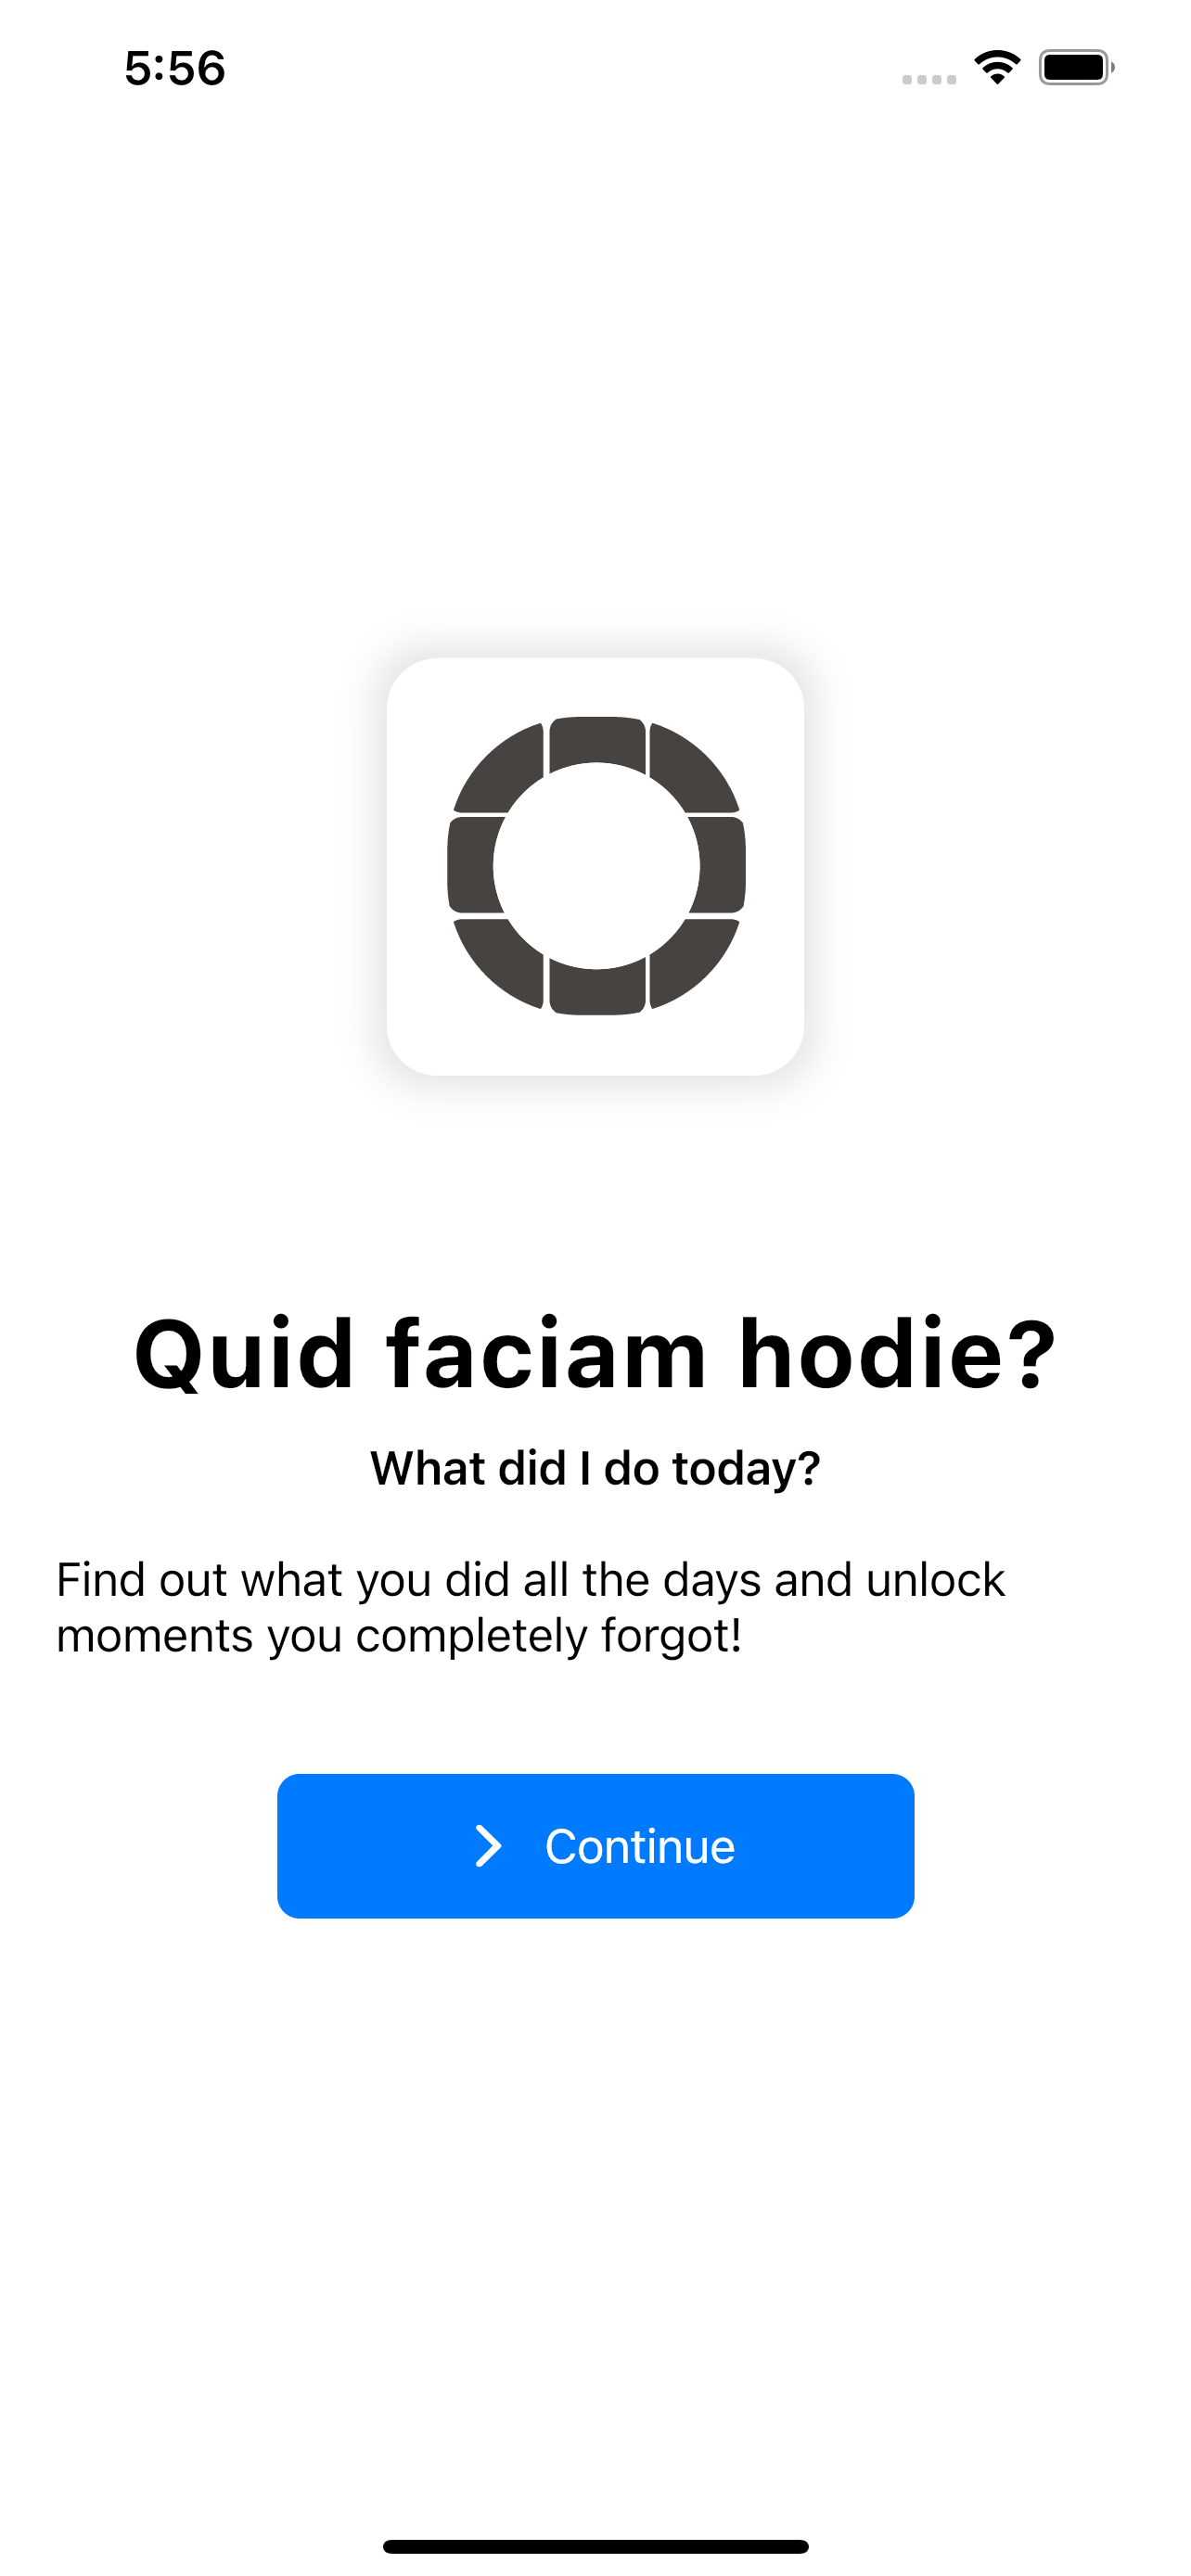 5:56
Quid faciam hodie?
What did I do today?
Find out what you did all the days and unlock
moments you completely forgot!
Continue